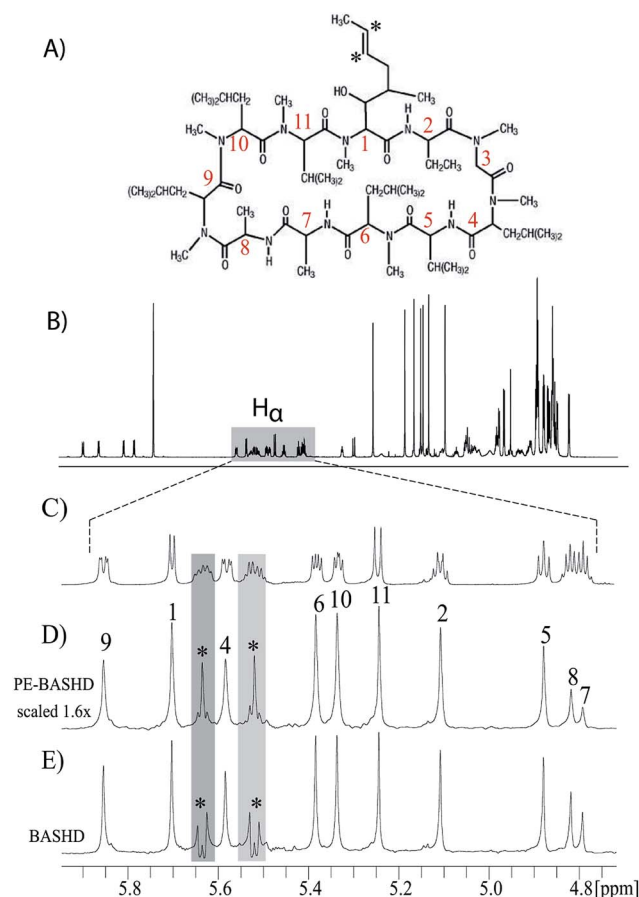 A)
H₃C
*
*
(CH₃)₂CHCH₂
HO
CH₃
CH₃
O
O
H
O
CH₃
H₃C
N
N
11
N
1
N
2
N
3
10
O
CH₃
O
CH₂CH₃
O
9
CH(CH₃)₂
CH₂CH(CH₃)₂
(CH₃)₂CHCH₂
O
CH₃
O
H
O
H
N
CH₃
N
8
N
7
N
6
N
5
N
4
H₃C
O
H
CH₃
O
CH₃
O
CH(CH₃)₂
O
CH₂CH(CH₃)₂
B)
Hα
C)
D)
9 1 * 4 * 6 10 11 2 5 8 7
PE-BASHD
scaled 1.6x
E)
* *
BASHD
5.8 5.6 5.4 5.2 5.0 4.8 [ppm]